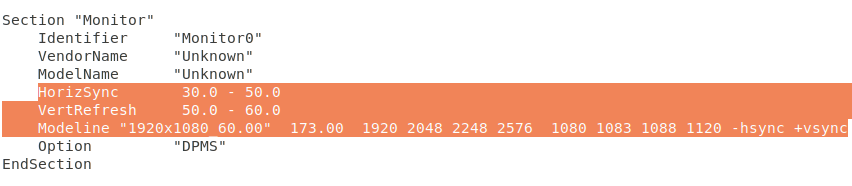 Section "Monitor"
    Identifier     "Monitor0"
    VendorName     "Unknown"
    ModelName      "Unknown"
    HorizSync       30.0 - 50.0
    VertRefresh     50.0 - 60.0
    Modeline "1920x1080_60.00"  173.00  1920 2048 2248 2576  1080 1083 1088 1120 -hsync +vsync
    Option         "DPMS"
EndSection